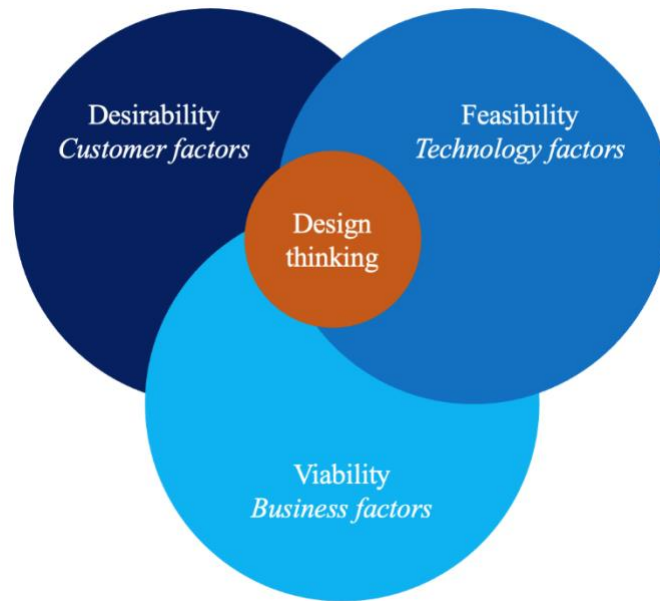 Desirability
Customer factors
Feasibility
Technology factors
Design
thinking
Viability
Business factors